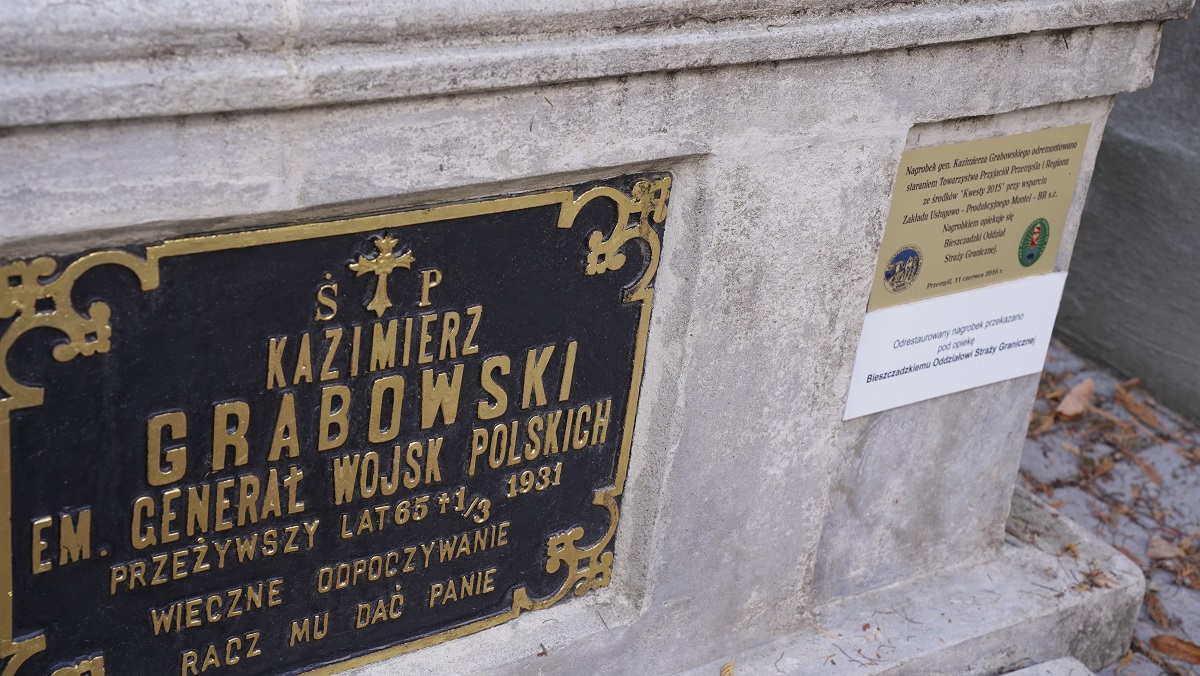 Ś P
KAZIMIERZ
GRABOWSKI
EM. GENERAŁ WOJSK POLSKICH
PRZEŻYWSZY LAT 65 + 1/3 1931
WIECZNE ODPOCZYWANIE
RACZ MU DAĆ PANIE
Nagrobek gen. Kazimierza Grabowskiego odremontowano
staraniem Towarzystwa Przyjaciół Przemyśla i Regionu
ze środków "Kwesty 2015" przy wsparciu
Zakładu Usługowo – Produkcyjnego Montel – BR s.c.
Nagrobkiem opiekuje się
Bieszczadzki Oddział
Straży Granicznej.
Przemyśl, 11 czerwca 2016 r.
Odrestaurowany nagrobek przekazano
pod opiekę
Bieszczadzkiemu Oddziałowi Straży Granicznej